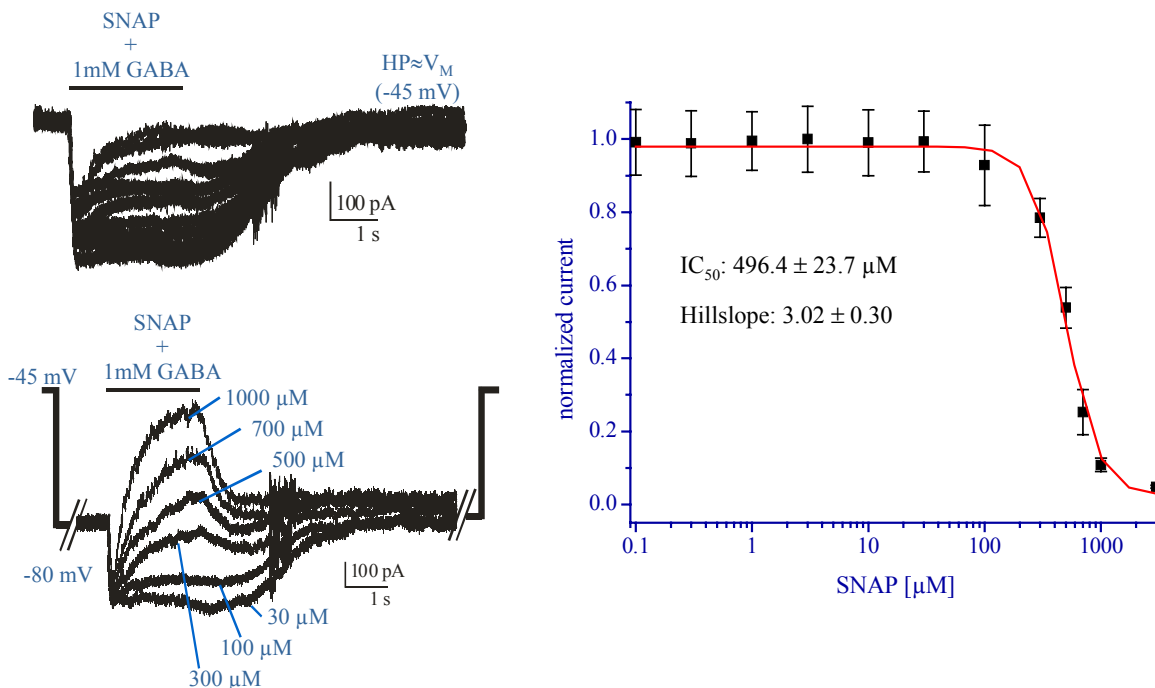 SNAP
+
1mM GABA
HP≈V_M
(-45 mV)
100 pA
1 s
SNAP
+
1mM GABA
-45 mV
1000 µM
700 µM
500 µM
-80 mV
100 pA
1 s
30 µM
100 µM
300 µM
normalized current
1.0
0.8
0.6
0.4
0.2
0.0
IC₅₀: 496.4 ± 23.7 µM
Hillslope: 3.02 ± 0.30
0.1 1 10 100 1000
SNAP [µM]